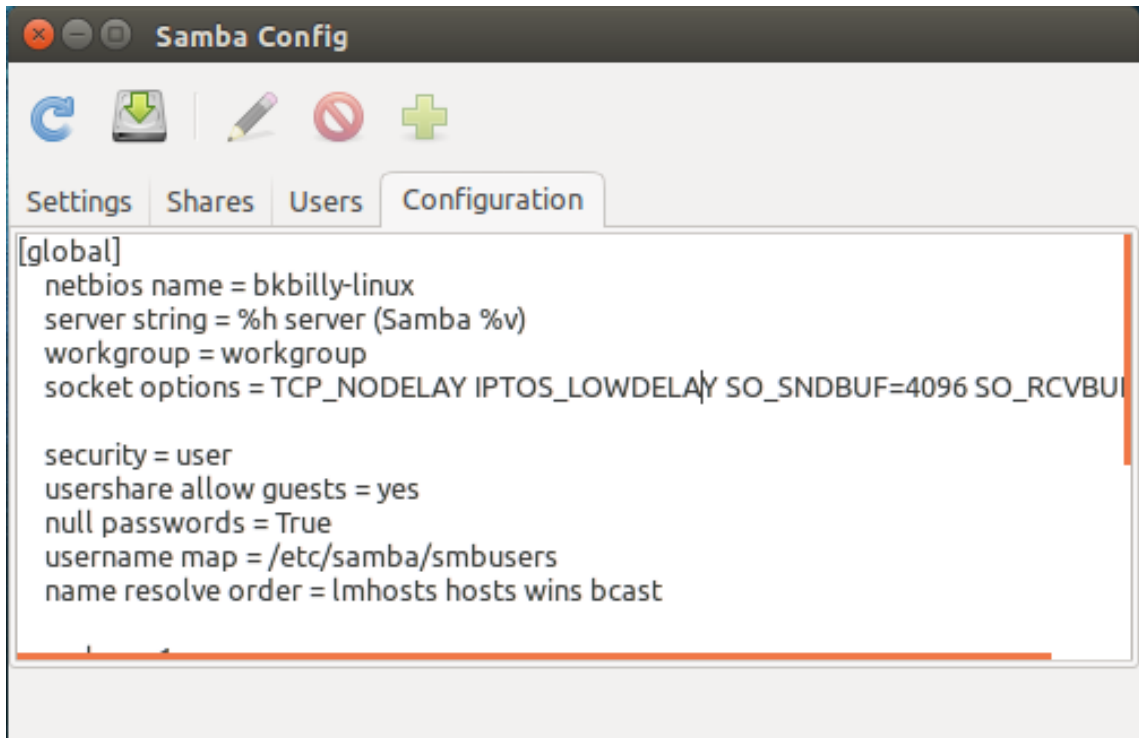 Samba Config
Settings Shares Users Configuration
[global]
netbios name = bkbilly-linux
server string = %h server (Samba %v)
workgroup = workgroup
socket options = TCP_NODELAY IPTOS_LOWDELAY SO_SNDBUF=4096
security = user
usershare allow guests = yes
null passwords = True
username map = /etc/samba/smbusers
name resolve order = lmhosts hosts wins bcast